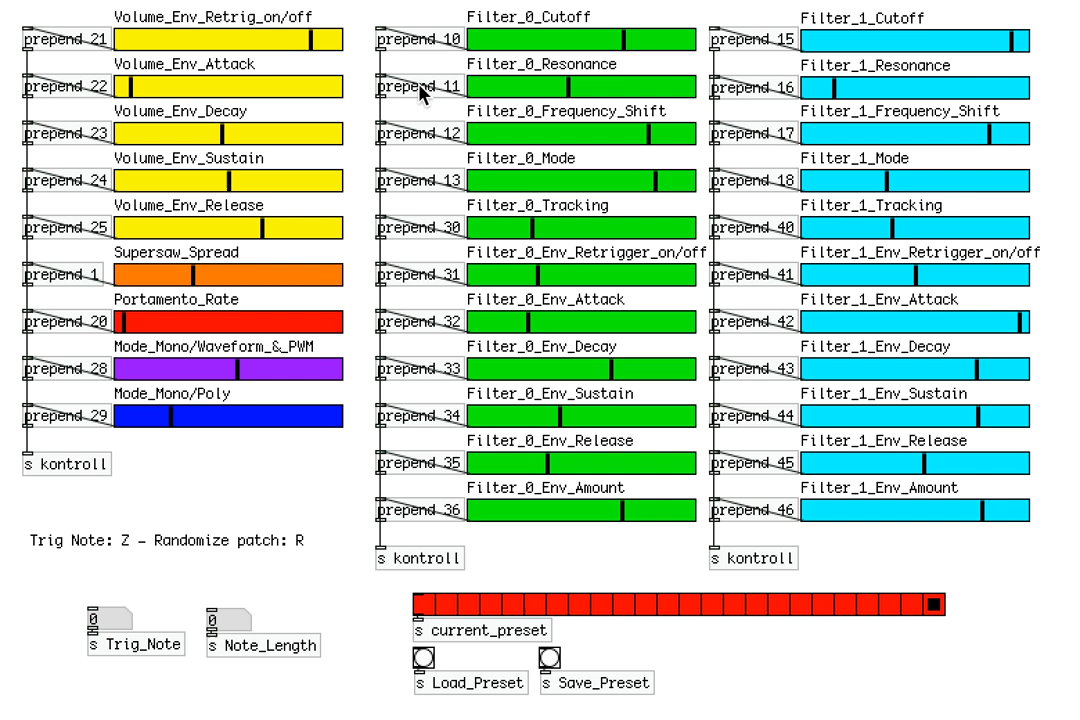 Volume_Env_Retrig_on/off
prepend 21
Volume_Env_Attack
prepend 22
Volume_Env_Decay
prepend 23
Volume_Env_Sustain
prepend 24
Volume_Env_Release
prepend 25
Supersaw_Spread
prepend 1
Portamento_Rate
prepend 20
Mode_Mono/Waveform_&_PWM
prepend 28
Mode_Mono/Poly
prepend 29
s kontroll
Filter_0_Cutoff
prepend 10
Filter_0_Resonance
prepend 11
Filter_0_Frequency_Shift
prepend 12
Filter_0_Mode
prepend 13
Filter_0_Tracking
prepend 30
Filter_0_Env_Retrigger_on/off
prepend 31
Filter_0_Env_Attack
prepend 32
Filter_0_Env_Decay
prepend 33
Filter_0_Env_Sustain
prepend 34
Filter_0_Env_Release
prepend 35
Filter_0_Env_Amount
prepend 36
s kontroll
Filter_1_Cutoff
prepend 15
Filter_1_Resonance
prepend 16
Filter_1_Frequency_Shift
prepend 17
Filter_1_Mode
prepend 18
Filter_1_Tracking
prepend 40
Filter_1_Env_Retrigger_on/off
prepend 41
Filter_1_Env_Attack
prepend 42
Filter_1_Env_Decay
prepend 43
Filter_1_Env_Sustain
prepend 44
Filter_1_Env_Release
prepend 45
Filter_1_Env_Amount
prepend 46
s kontroll
Trig Note: Z – Randomize patch: R
0
s Trig_Note
0
s Note_Length
s current_preset
s Load_Preset
s Save_Preset